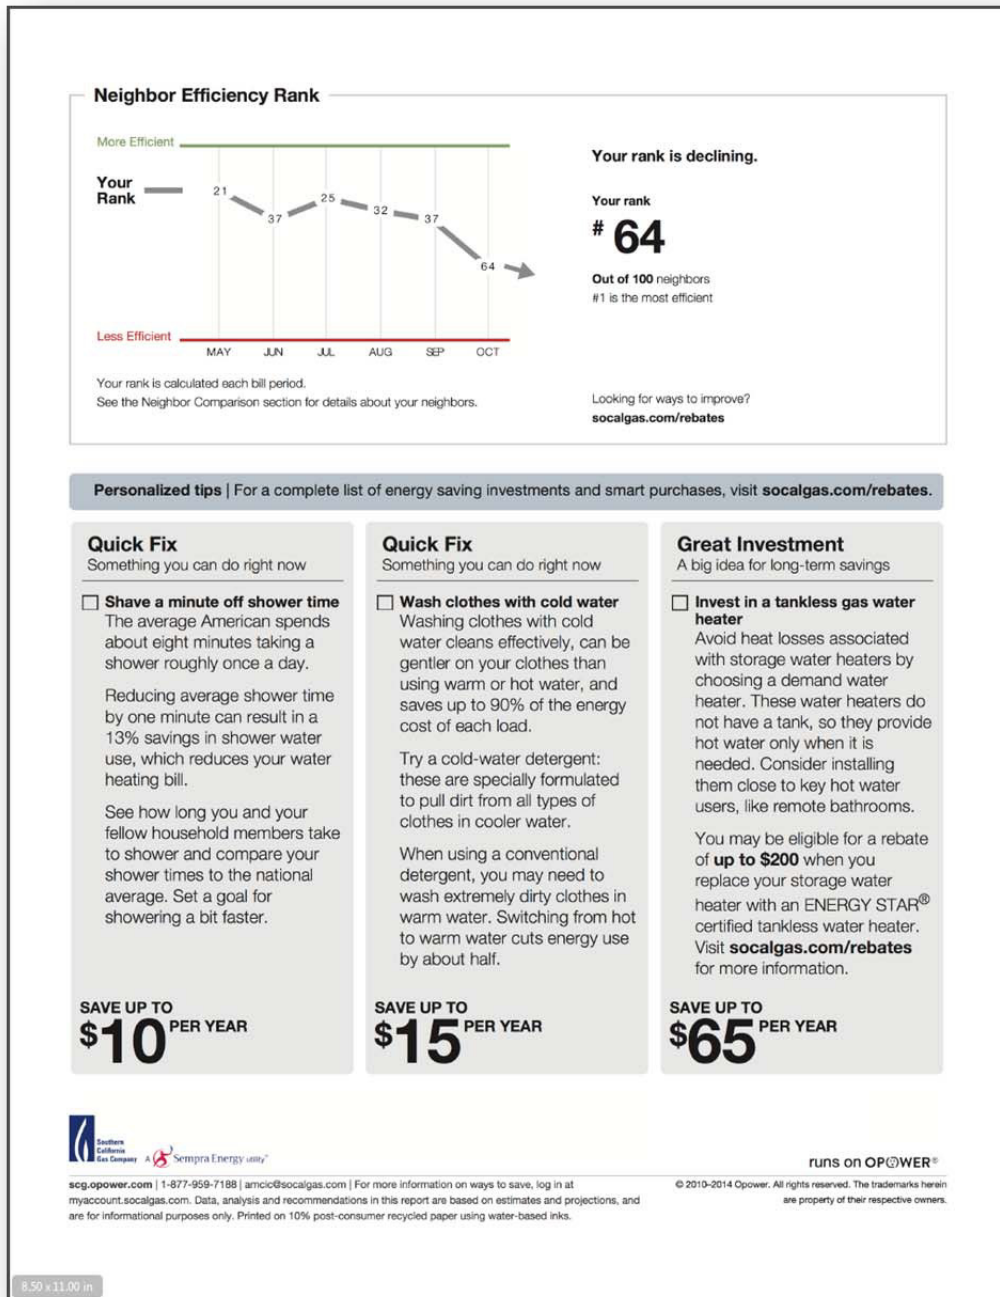 Neighbor Efficiency Rank
More Efficient
Your
Rank
21
37
25
32
37
64
Less Efficient
MAY JUN JUL AUG SEP OCT
Your rank is calculated each bill period.
See the Neighbor Comparison section for details about your neighbors.
Your rank is declining.
Your rank
# 64
Out of 100 neighbors
#1 is the most efficient
Looking for ways to improve?
socalgas.com/rebates
Personalized tips | For a complete list of energy saving investments and smart purchases, visit socalgas.com/rebates.
Quick Fix
Something you can do right now
Shave a minute off shower time
The average American spends
about eight minutes taking a
shower roughly once a day.
Reducing average shower time
by one minute can result in a
13% savings in shower water
use, which reduces your water
heating bill.
See how long you and your
fellow household members take
to shower and compare your
shower times to the national
average. Set a goal for
showering a bit faster.
SAVE UP TO
$10 PER YEAR
Quick Fix
Something you can do right now
Wash clothes with cold water
Washing clothes with cold
water cleans effectively, can be
gentler on your clothes than
using warm or hot water, and
saves up to 90% of the energy
cost of each load.
Try a cold-water detergent:
these are specially formulated
to pull dirt from all types of
clothes in cooler water.
When using a conventional
detergent, you may need to
wash extremely dirty clothes in
warm water. Switching from hot
to warm water cuts energy use
by about half.
SAVE UP TO
$15 PER YEAR
Great Investment
A big idea for long-term savings
Invest in a tankless gas water
heater
Avoid heat losses associated
with storage water heaters by
choosing a demand water
heater. These water heaters do
not have a tank, so they provide
hot water only when it is
needed. Consider installing
them close to key hot water
users, like remote bathrooms.
You may be eligible for a rebate
of up to $200 when you
replace your storage water
heater with an ENERGY STAR®
certified tankless water heater.
Visit socalgas.com/rebates
for more information.
SAVE UP TO
$65 PER YEAR
Southern
California
Gas Company
A Sempra Energy utility™
runs on OPOWER®
scg.opower.com | 1-877-959-7188 | amcic@socalgas.com | For more information on ways to save, log in at
myaccount.socalgas.com. Data, analysis and recommendations in this report are based on estimates and projections, and
are for informational purposes only. Printed on 10% post-consumer recycled paper using water-based inks.
© 2010–2014 Opower. All rights reserved. The trademarks herein
are property of their respective owners.
8.50 x 11.00 in